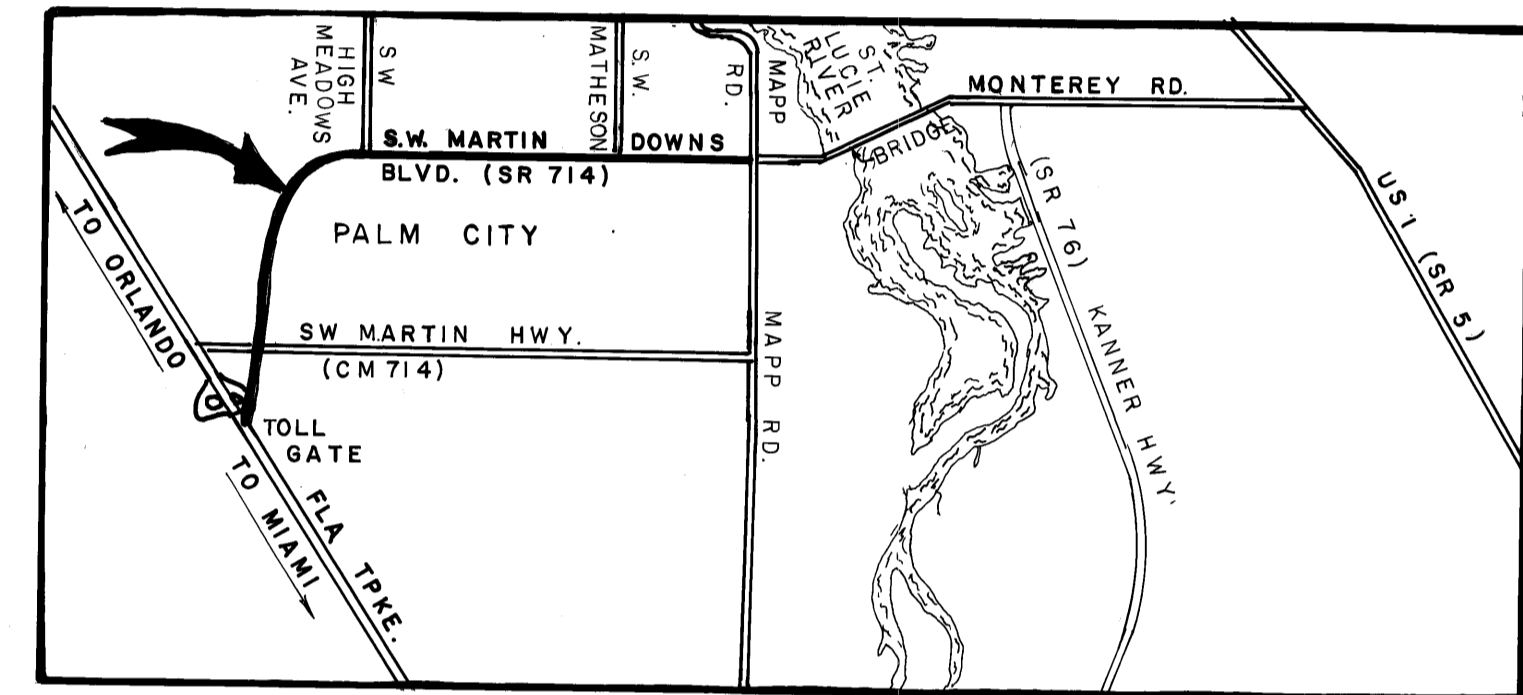 HIGH
MEADOWS
AVE.
SW
MATHESON
S.W.
MAPP
RD.
ST.
LUCIE
RIVER
MONTEREY RD.
S.W. MARTIN DOWNS
BLVD. (SR 714)
BRIDGE
PALM CITY
(SR 76)
KANNER HWY
US 1 (SR 5)
TO ORLANDO
SW MARTIN HWY.
(CM 714)
MAPP RD.
TOLL
GATE
TO MIAMI
FLA TPKE.